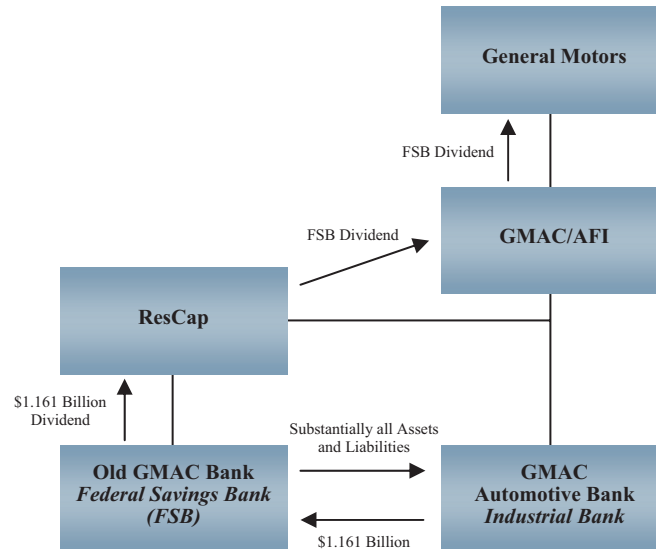 General Motors
FSB Dividend
GMAC/AFI
FSB Dividend
ResCap
$1.161 Billion
Dividend
Substantially all Assets
and Liabilities
Old GMAC Bank
Federal Savings Bank
(FSB)
GMAC
Automotive Bank
Industrial Bank
$1.161 Billion